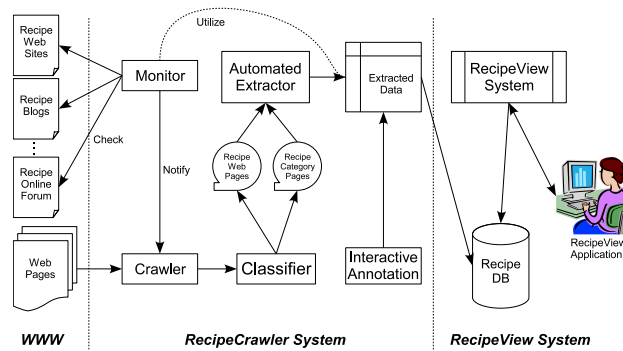 Recipe
Web
Sites
Recipe
Blogs
Recipe
Online
Forum
Web
Pages
WWW
Utilize
Monitor
Check
Notify
Automated
Extractor
Extracted
Data
Recipe
Web
Pages
Recipe
Category
Pages
Crawler
Classifier
Interactive
Annotation
RecipeCrawler System
RecipeView
System
Recipe
DB
RecipeView
Application
RecipeView System